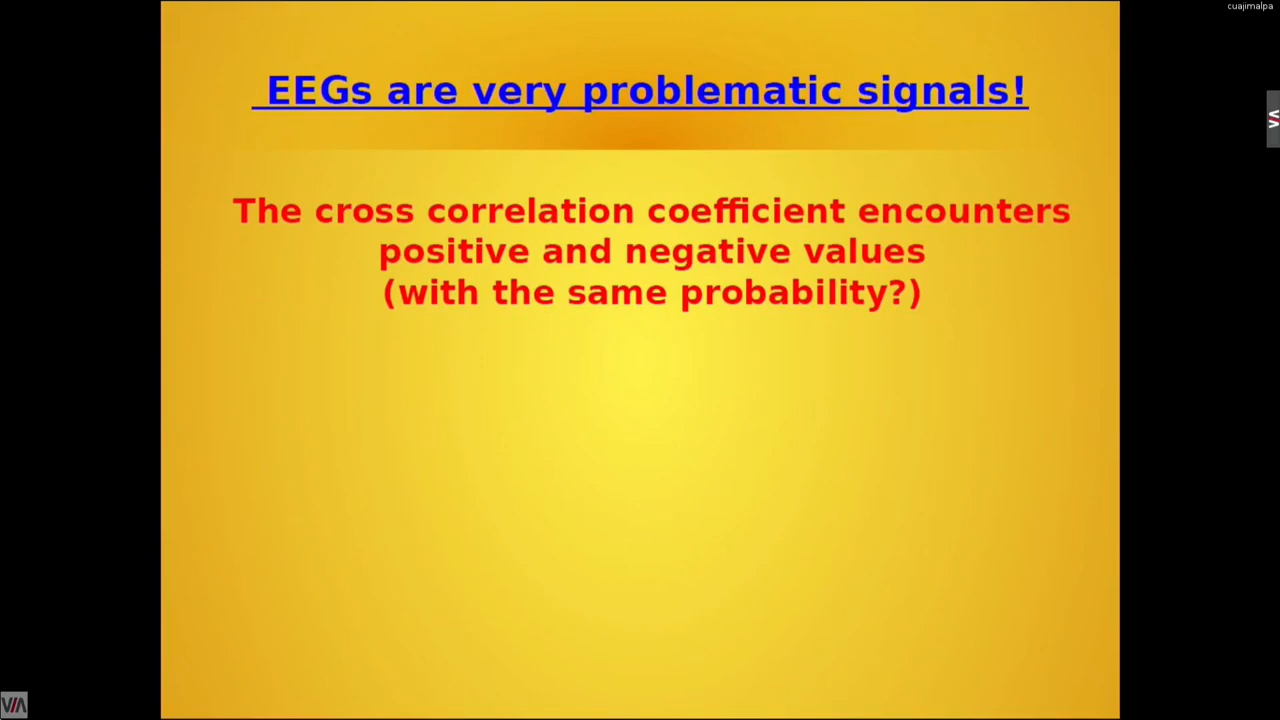 cuajimalpa
EEGs are very problematic signals!
The cross correlation coefficient encounters
positive and negative values
(with the same probability?)
VIA